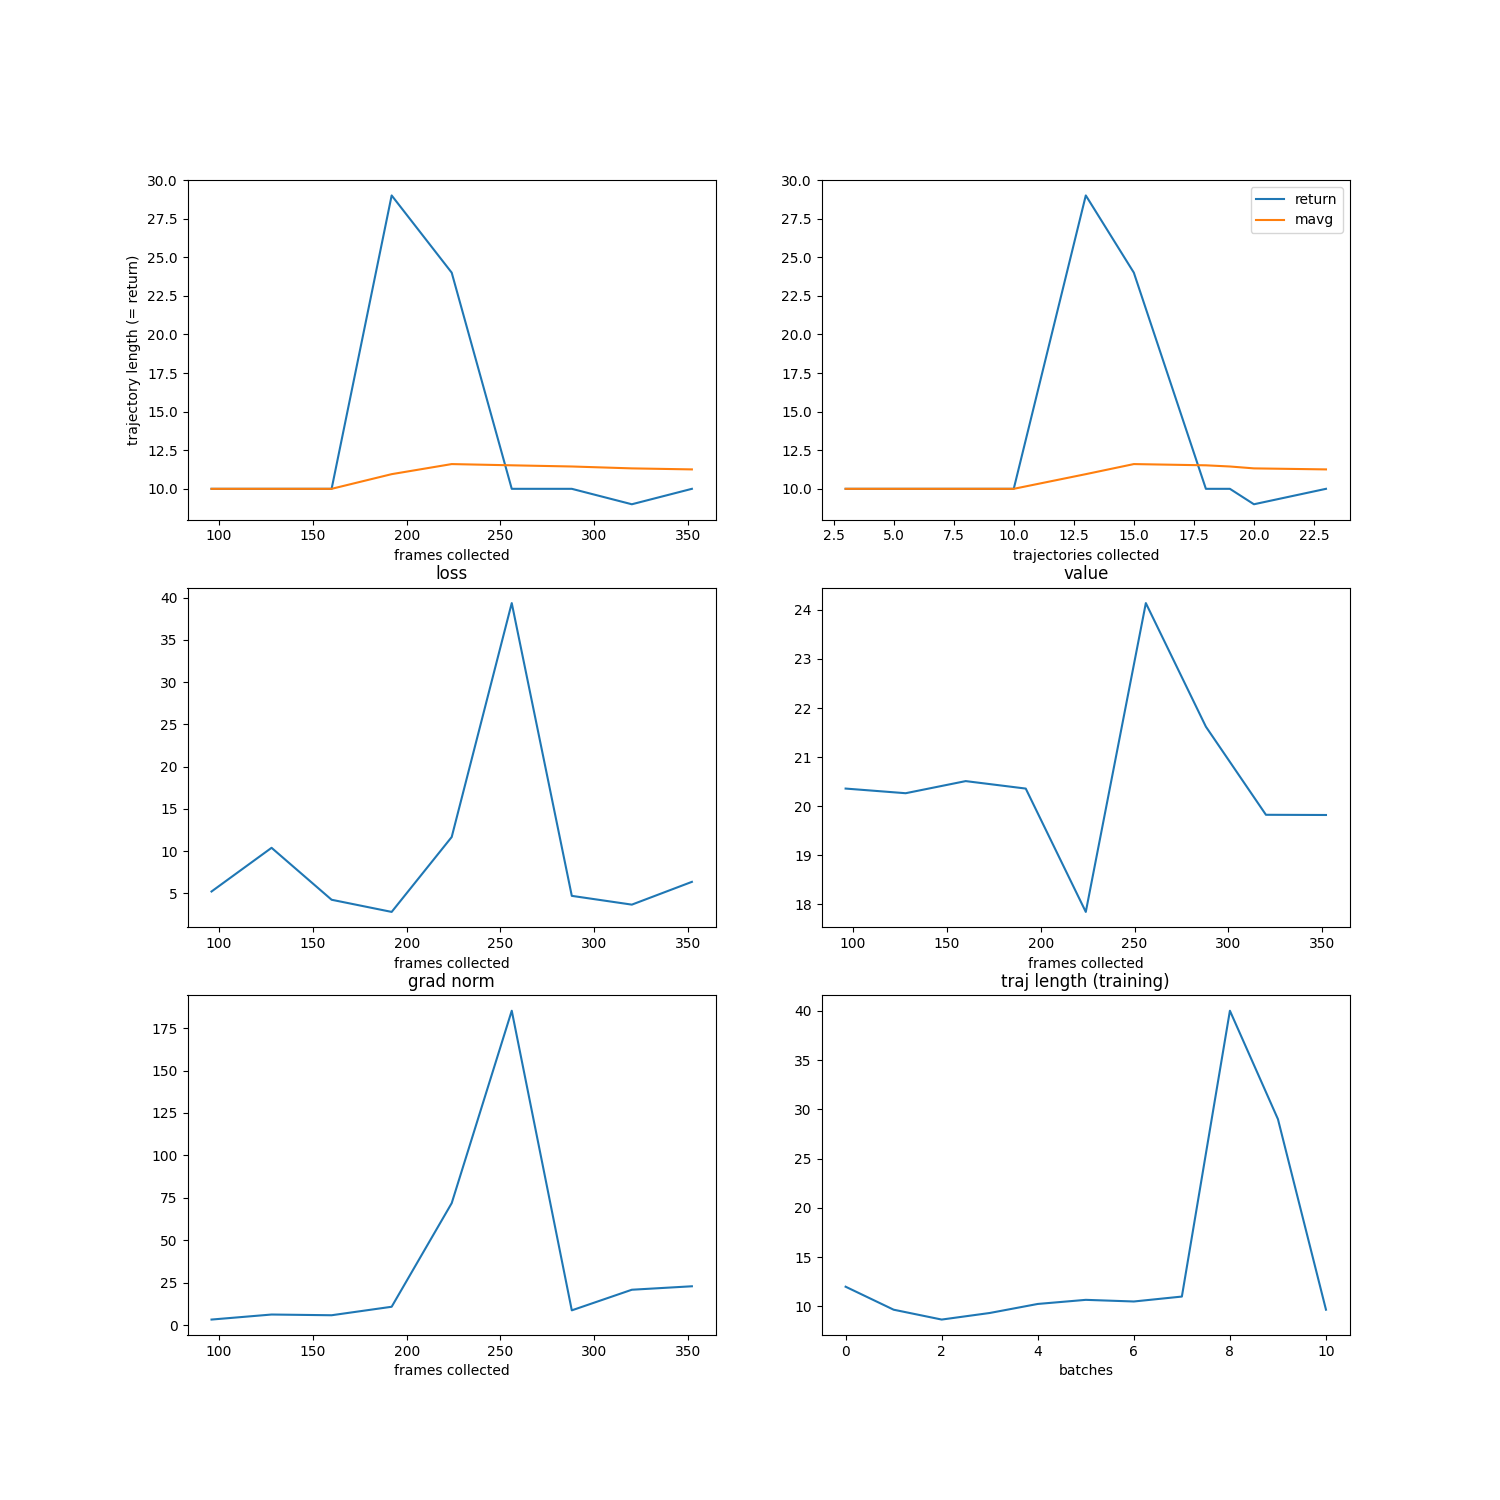 30.0
27.5
25.0
22.5
20.0
17.5
15.0
12.5
10.0
trajectory length (= return)
100 150 200 250 300 350
frames collected
30.0
27.5
25.0
22.5
20.0
17.5
15.0
12.5
10.0
return
mavg
2.5 5.0 7.5 10.0 12.5 15.0 17.5 20.0 22.5
trajectories collected
loss
40
35
30
25
20
15
10
5
100 150 200 250 300 350
frames collected
value
24
23
22
21
20
19
18
100 150 200 250 300 350
frames collected
grad norm
175
150
125
100
75
50
25
0
100 150 200 250 300 350
frames collected
traj length (training)
40
35
30
25
20
15
10
0 2 4 6 8 10
batches